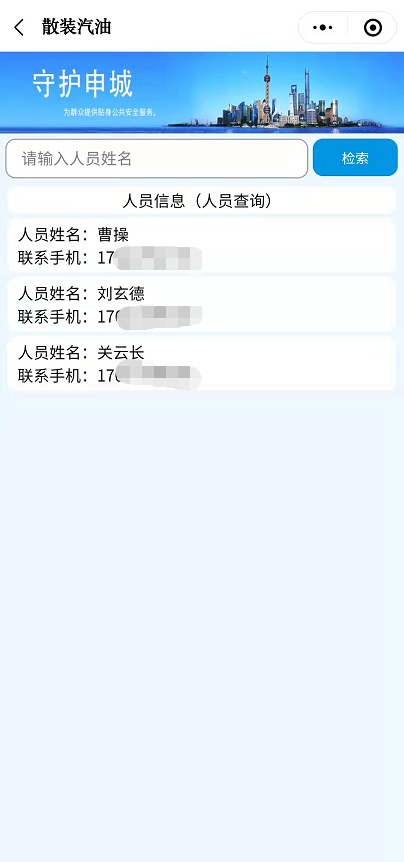 散装汽油
守护申城
为群众提供贴身公共安全服务。
请输入人员姓名
检索
人员信息（人员查询）
人员姓名：曹操
联系手机：17
人员姓名：刘玄德
联系手机：17
人员姓名：关云长
联系手机：17